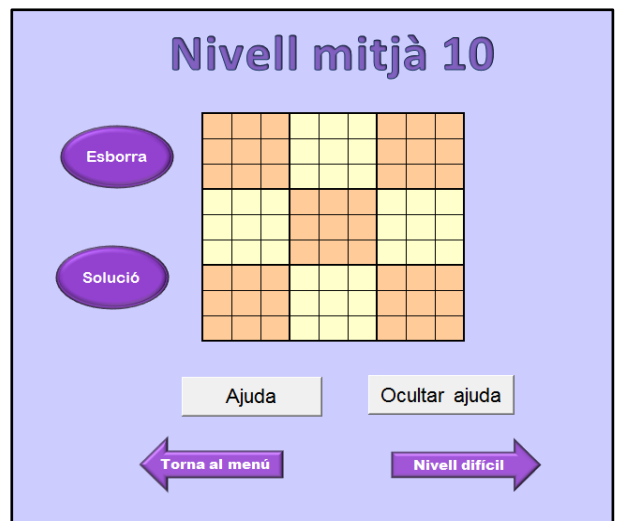 Nivell mitjà 10
Esborra
Solució
Ajuda
Ocultar ajuda
Torna al menú
Nivell difícil